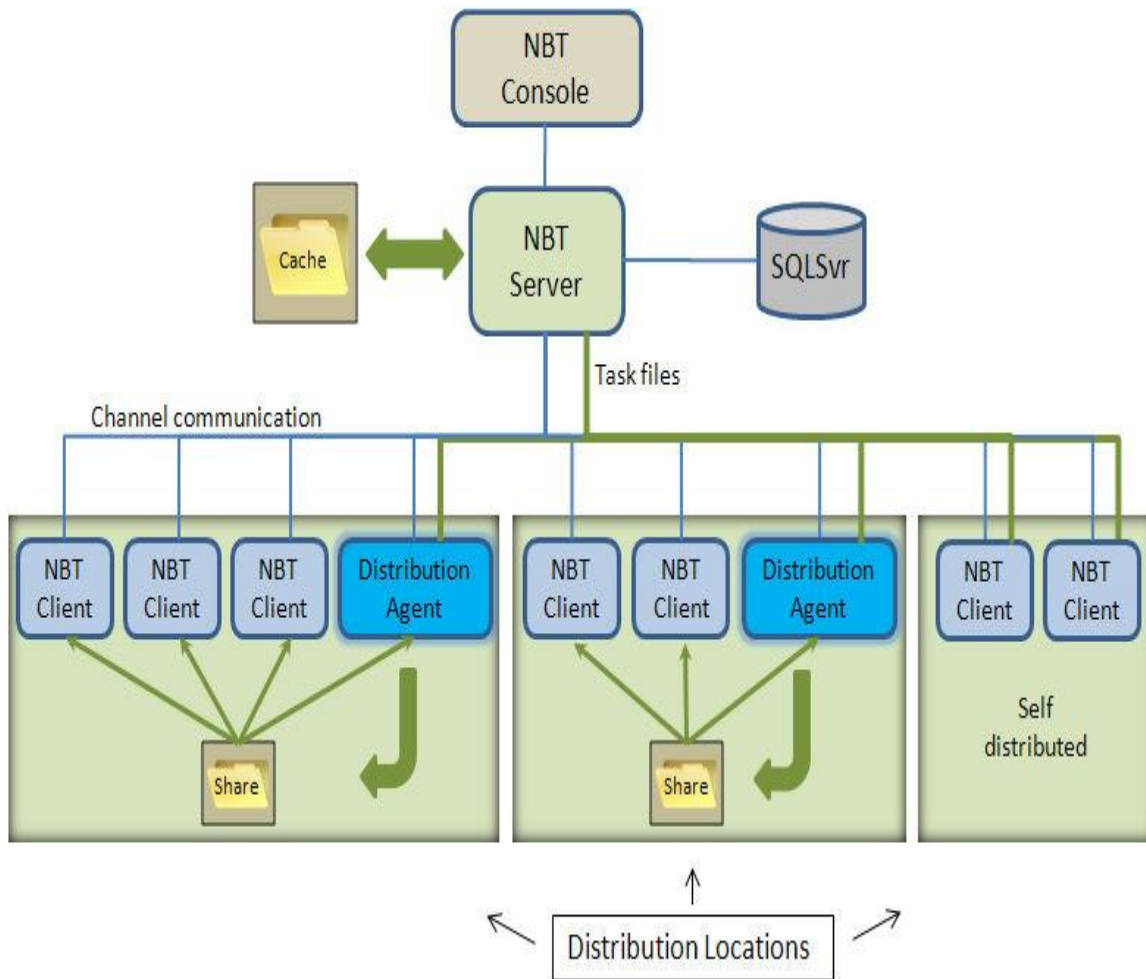 NBT
Console
Cache
NBT
Server
SQLSvr
Task files
Channel communication
NBT
Client
NBT
Client
NBT
Client
Distribution
Agent
NBT
Client
NBT
Client
Distribution
Agent
NBT
Client
NBT
Client
Share
Share
Self
distributed
Distribution Locations